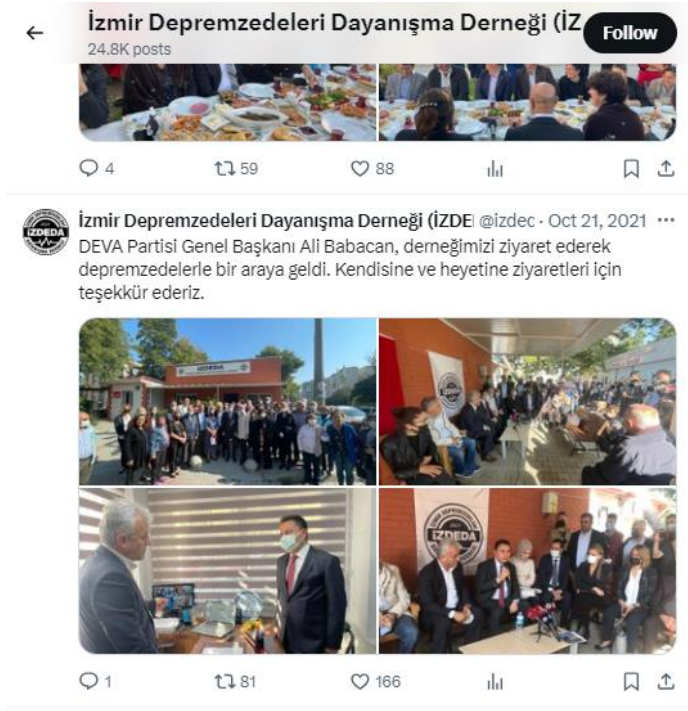 İzmir Depremzedeleri Dayanışma Derneği (İZ
Follow
24.8K posts
4
59
88
İzmir Depremzedeleri Dayanışma Derneği (İZDE @izdec · Oct 21, 2021
DEVA Partisi Genel Başkanı Ali Babacan, derneğimizi ziyaret ederek
depremzedelerle bir araya geldi. Kendisine ve heyetine ziyaretleri için
teşekkür ederiz.
İZDEDA
İZDEDA
İZDEDA
1
81
166